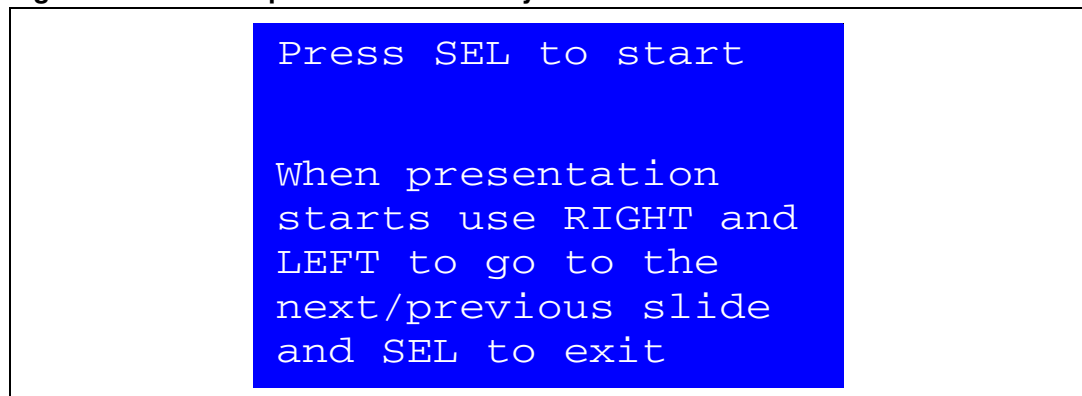 Press SEL to start
When presentation
starts use RIGHT and
LEFT to go to the
next/previous slide
and SEL to exit